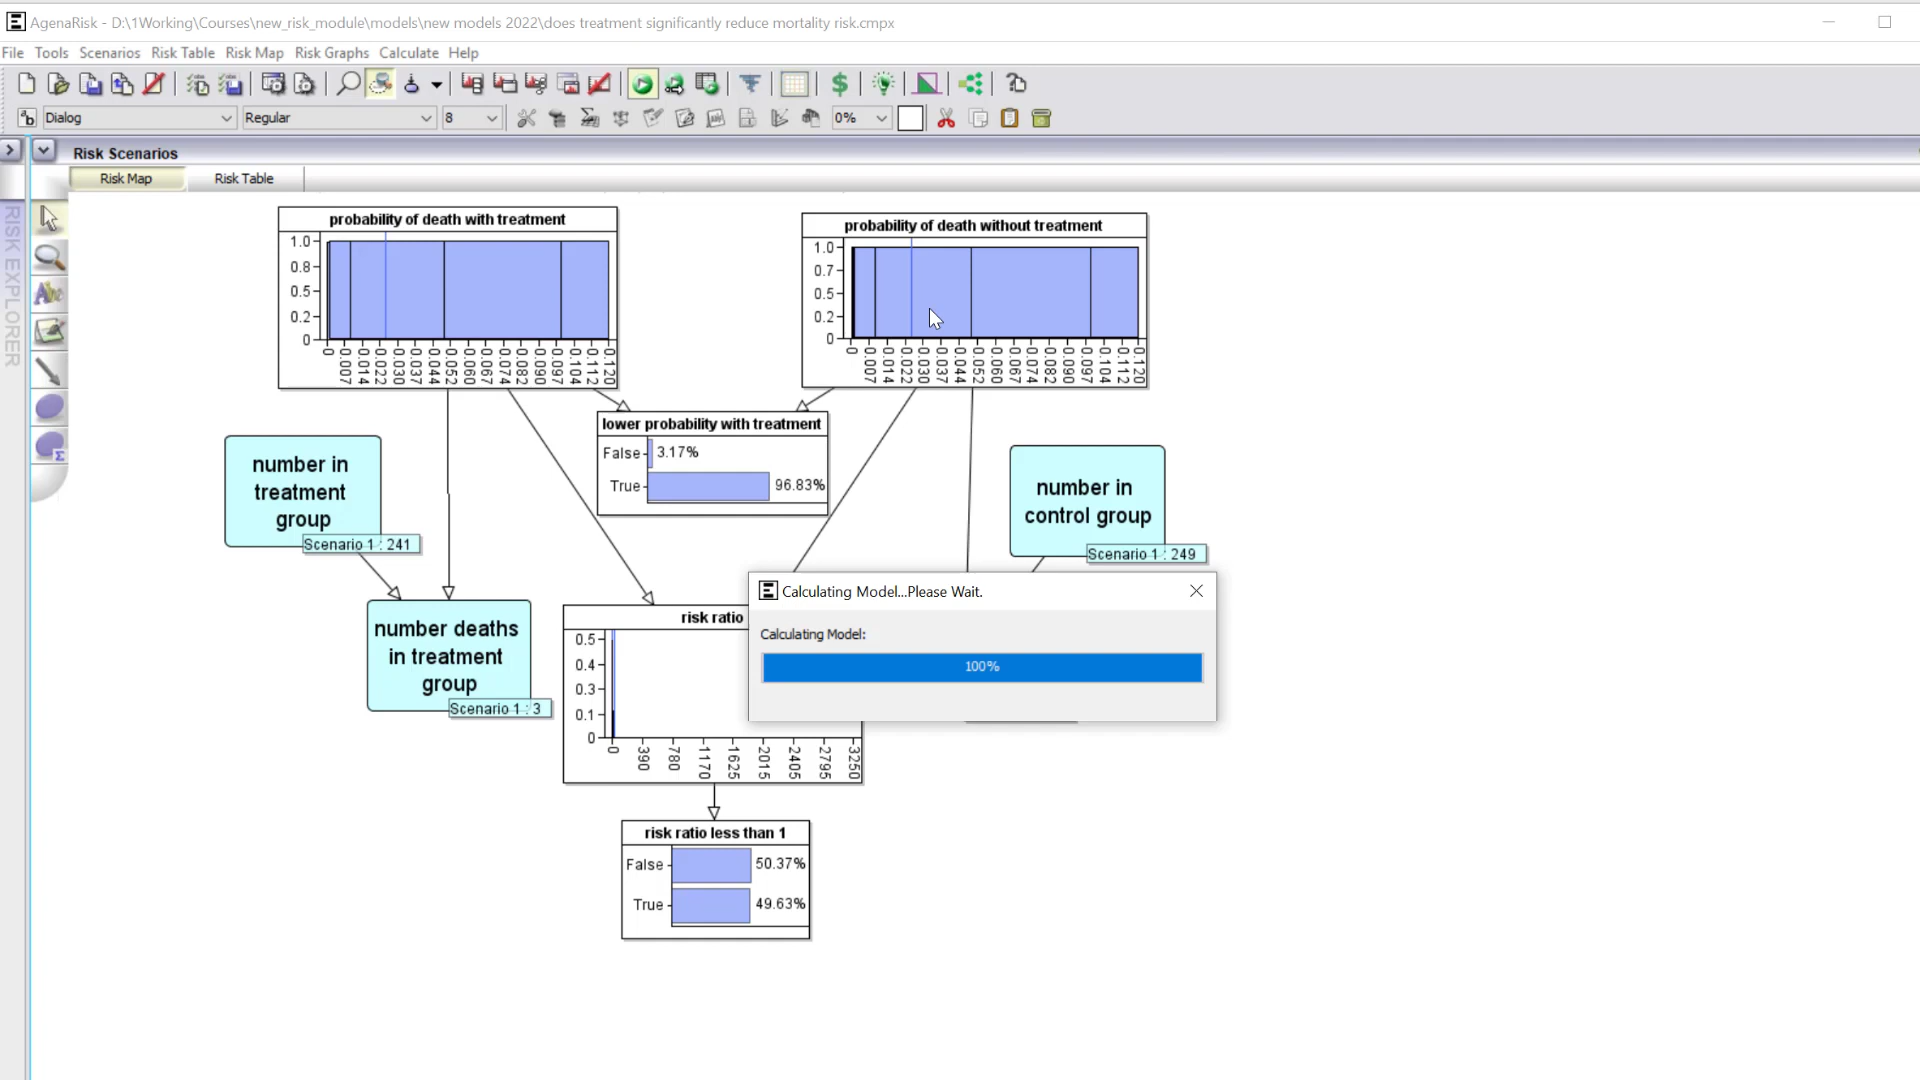 AgenaRisk - D:\1Working\Courses\new_risk_module\models\new models 2022\does treatment significantly reduce mortality risk.cmpx
File Tools Scenarios Risk Table Risk Map Risk Graphs Calculate Help
Dialog Regular 8 0%
Risk Scenarios
Risk Map Risk Table
RISK EXPLORER
probability of death with treatment
1.0
0.8
0.5
0.2
0
0 0.007 0.014 0.022 0.030 0.037 0.044 0.052 0.060 0.067 0.074 0.082 0.090 0.097 0.104 0.112 0.120
probability of death without treatment
1.0
0.7
0.5
0.2
0
0 0.007 0.014 0.022 0.030 0.037 0.044 0.052 0.060 0.067 0.074 0.082 0.090 0.097 0.104 0.112 0.120
lower probability with treatment
False 3.17%
True 96.83%
number in
treatment
group
Scenario 1 : 241
number in
control group
Scenario 1 : 249
number deaths
in treatment
group
Scenario 1 : 3
risk ratio
0.5
0.4
0.3
0.1
0
0 390 780 1170 1625 2015 2405 2795 3250
Calculating Model...Please Wait.
Calculating Model:
100%
risk ratio less than 1
False 50.37%
True 49.63%